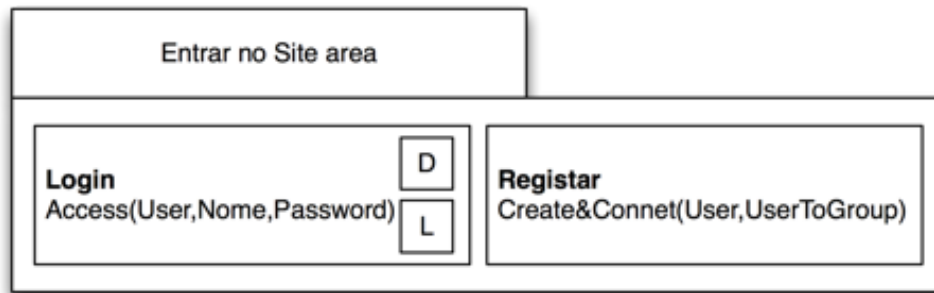 Entrar no Site area
Login
Access(User,Nome,Password)
D
L
Registar
Create&Connet(User,UserToGroup)